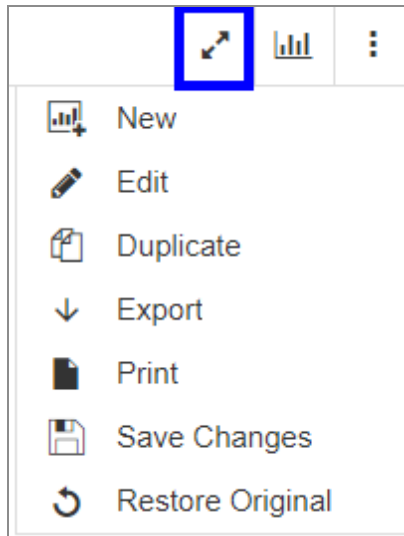 New
Edit
Duplicate
Export
Print
Save Changes
Restore Original